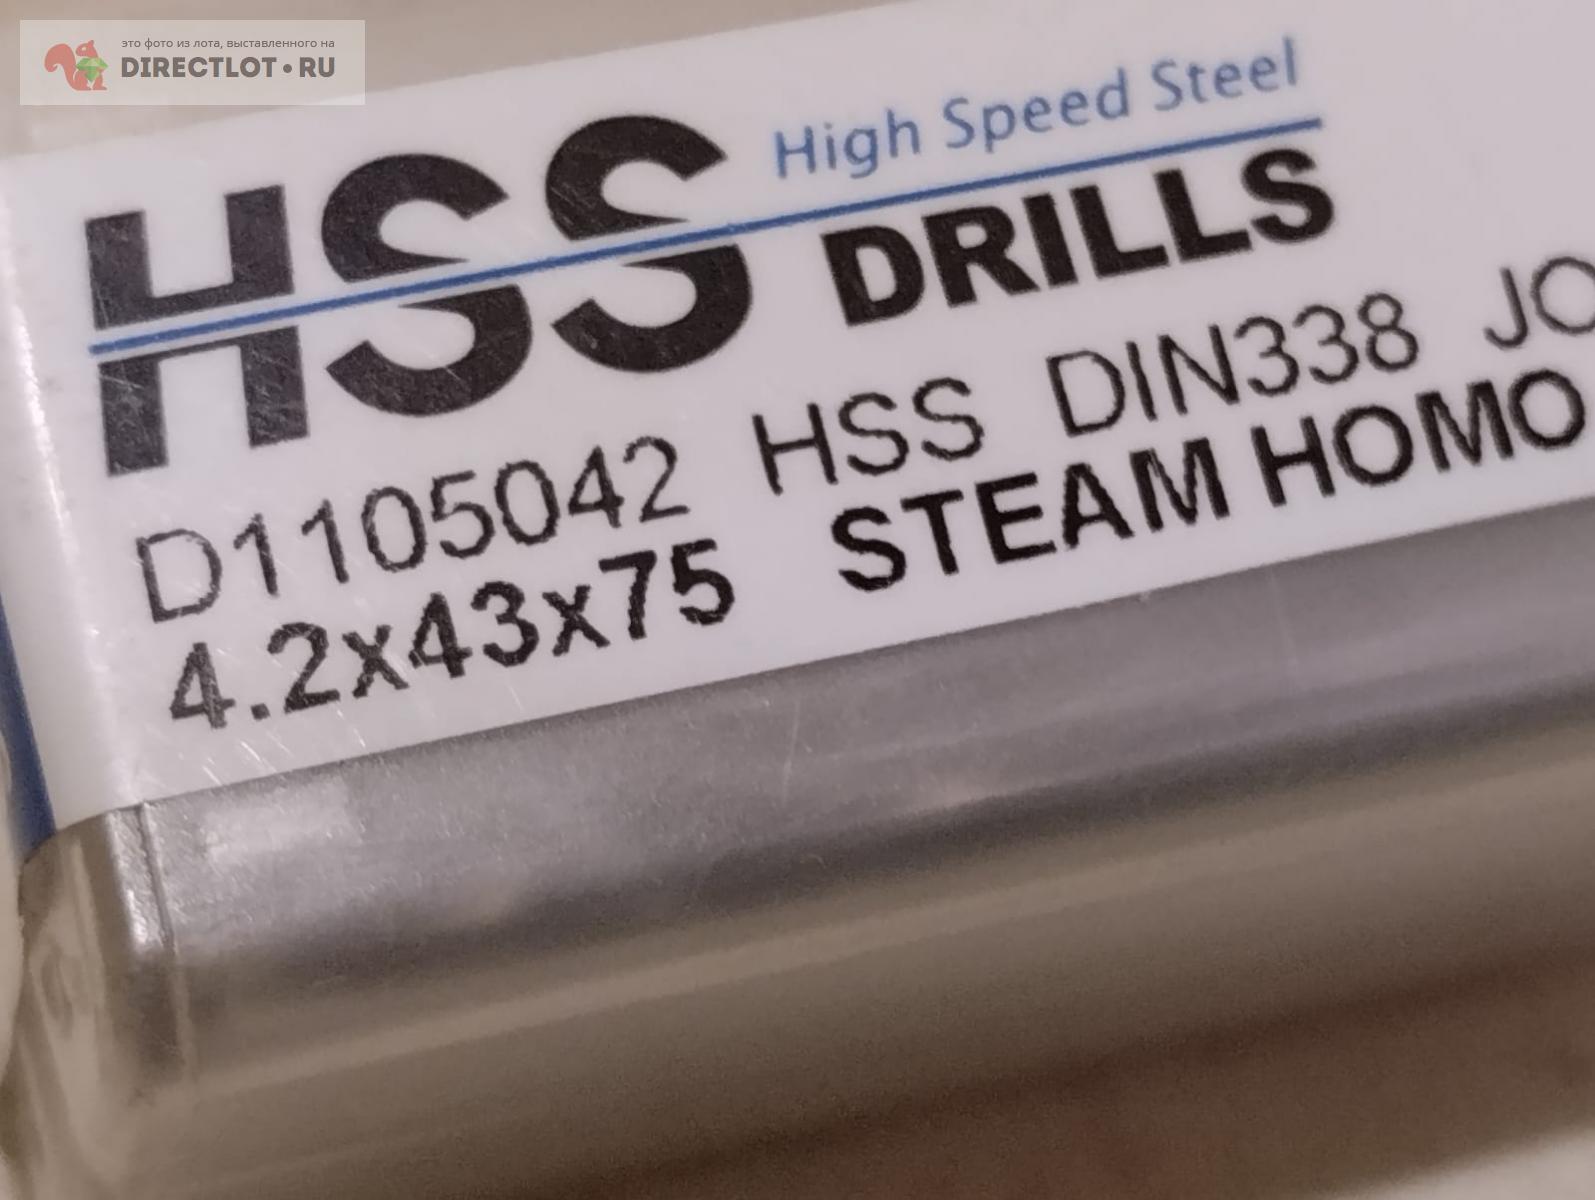 это фото из лота, выставленного на
DIRECTLOT•RU
High Speed Steel
HSS DRILLS
D1105042 HSS DIN338
4.2x43x75 STEAM HOMO